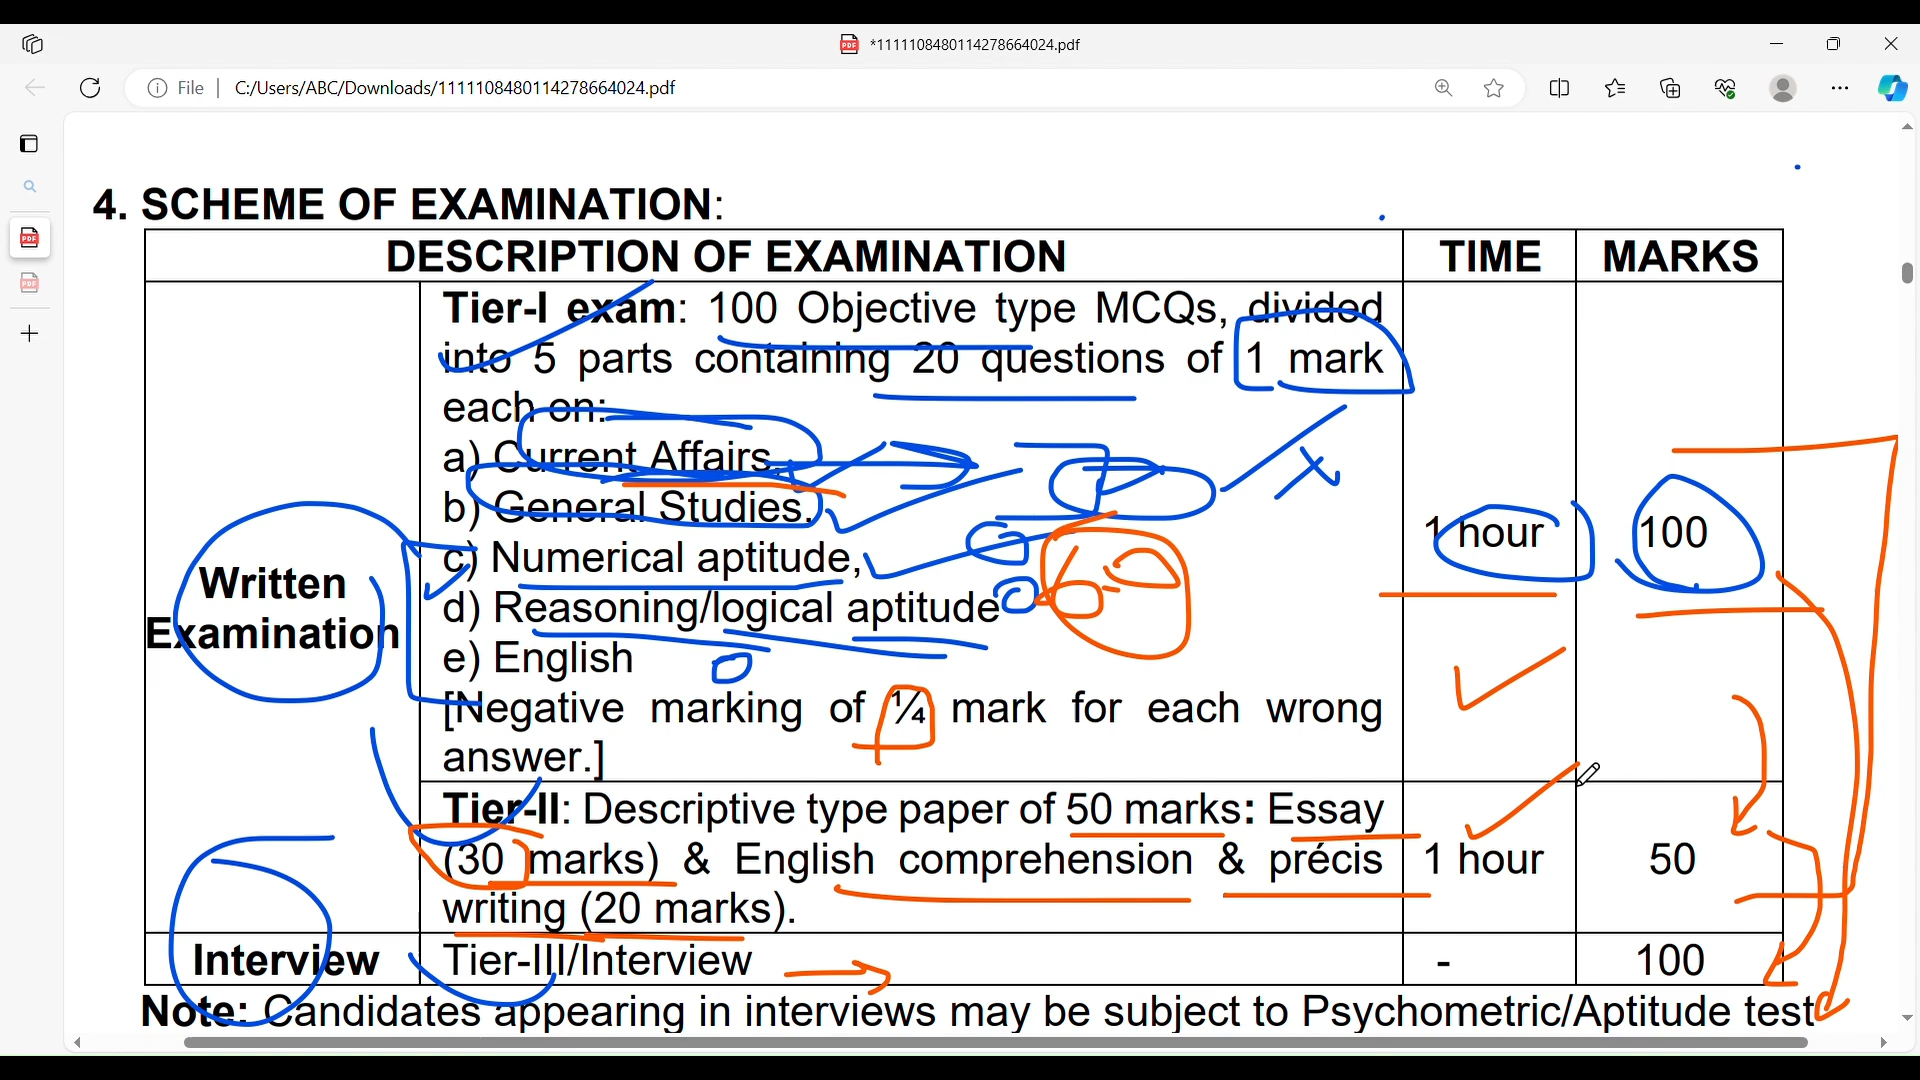 *1111108480114278664024.pdf
File | C:/Users/ABC/Downloads/1111108480114278664024.pdf
4. SCHEME OF EXAMINATION:
DESCRIPTION OF EXAMINATION TIME MARKS
Written
Examination
Tier-I exam: 100 Objective type MCQs, divided
into 5 parts containing 20 questions of 1 mark
each on:
a) Current Affairs,
b) General Studies.
c) Numerical aptitude,
d) Reasoning/logical aptitude
e) English
[Negative marking of ¼ mark for each wrong
answer.]
1 hour 100
Tier-II: Descriptive type paper of 50 marks: Essay
(30 marks) & English comprehension & précis
writing (20 marks).
1 hour 50
Interview Tier-III/Interview - 100
Note: Candidates appearing in interviews may be subject to Psychometric/Aptitude test